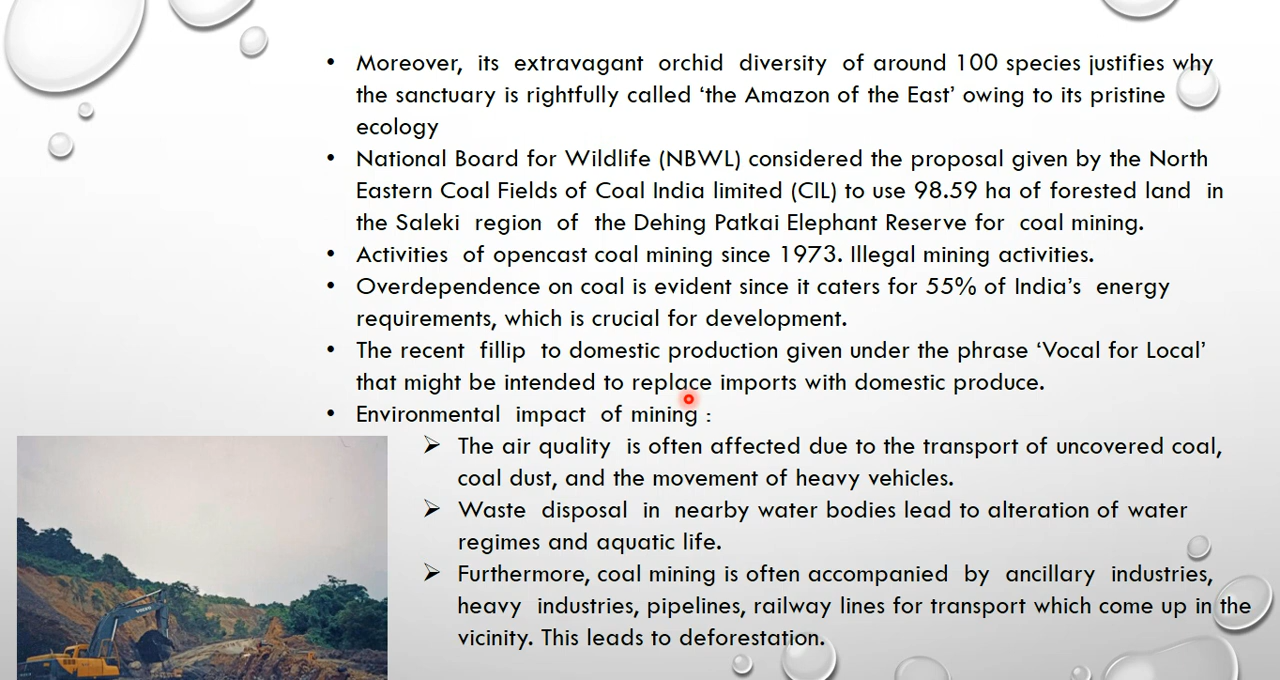 • Moreover, its extravagant orchid diversity of around 100 species justifies why
the sanctuary is rightfully called ‘the Amazon of the East’ owing to its pristine
ecology
• National Board for Wildlife (NBWL) considered the proposal given by the North
Eastern Coal Fields of Coal India limited (CIL) to use 98.59 ha of forested land in
the Saleki region of the Dehing Patkai Elephant Reserve for coal mining.
• Activities of opencast coal mining since 1973. Illegal mining activities.
• Overdependence on coal is evident since it caters for 55% of India’s energy
requirements, which is crucial for development.
• The recent fillip to domestic production given under the phrase ‘Vocal for Local’
that might be intended to replace imports with domestic produce.
• Environmental impact of mining :
➢ The air quality is often affected due to the transport of uncovered coal,
coal dust, and the movement of heavy vehicles.
➢ Waste disposal in nearby water bodies lead to alteration of water
regimes and aquatic life.
➢ Furthermore, coal mining is often accompanied by ancillary industries,
heavy industries, pipelines, railway lines for transport which come up in the
vicinity. This leads to deforestation.
VOLVO